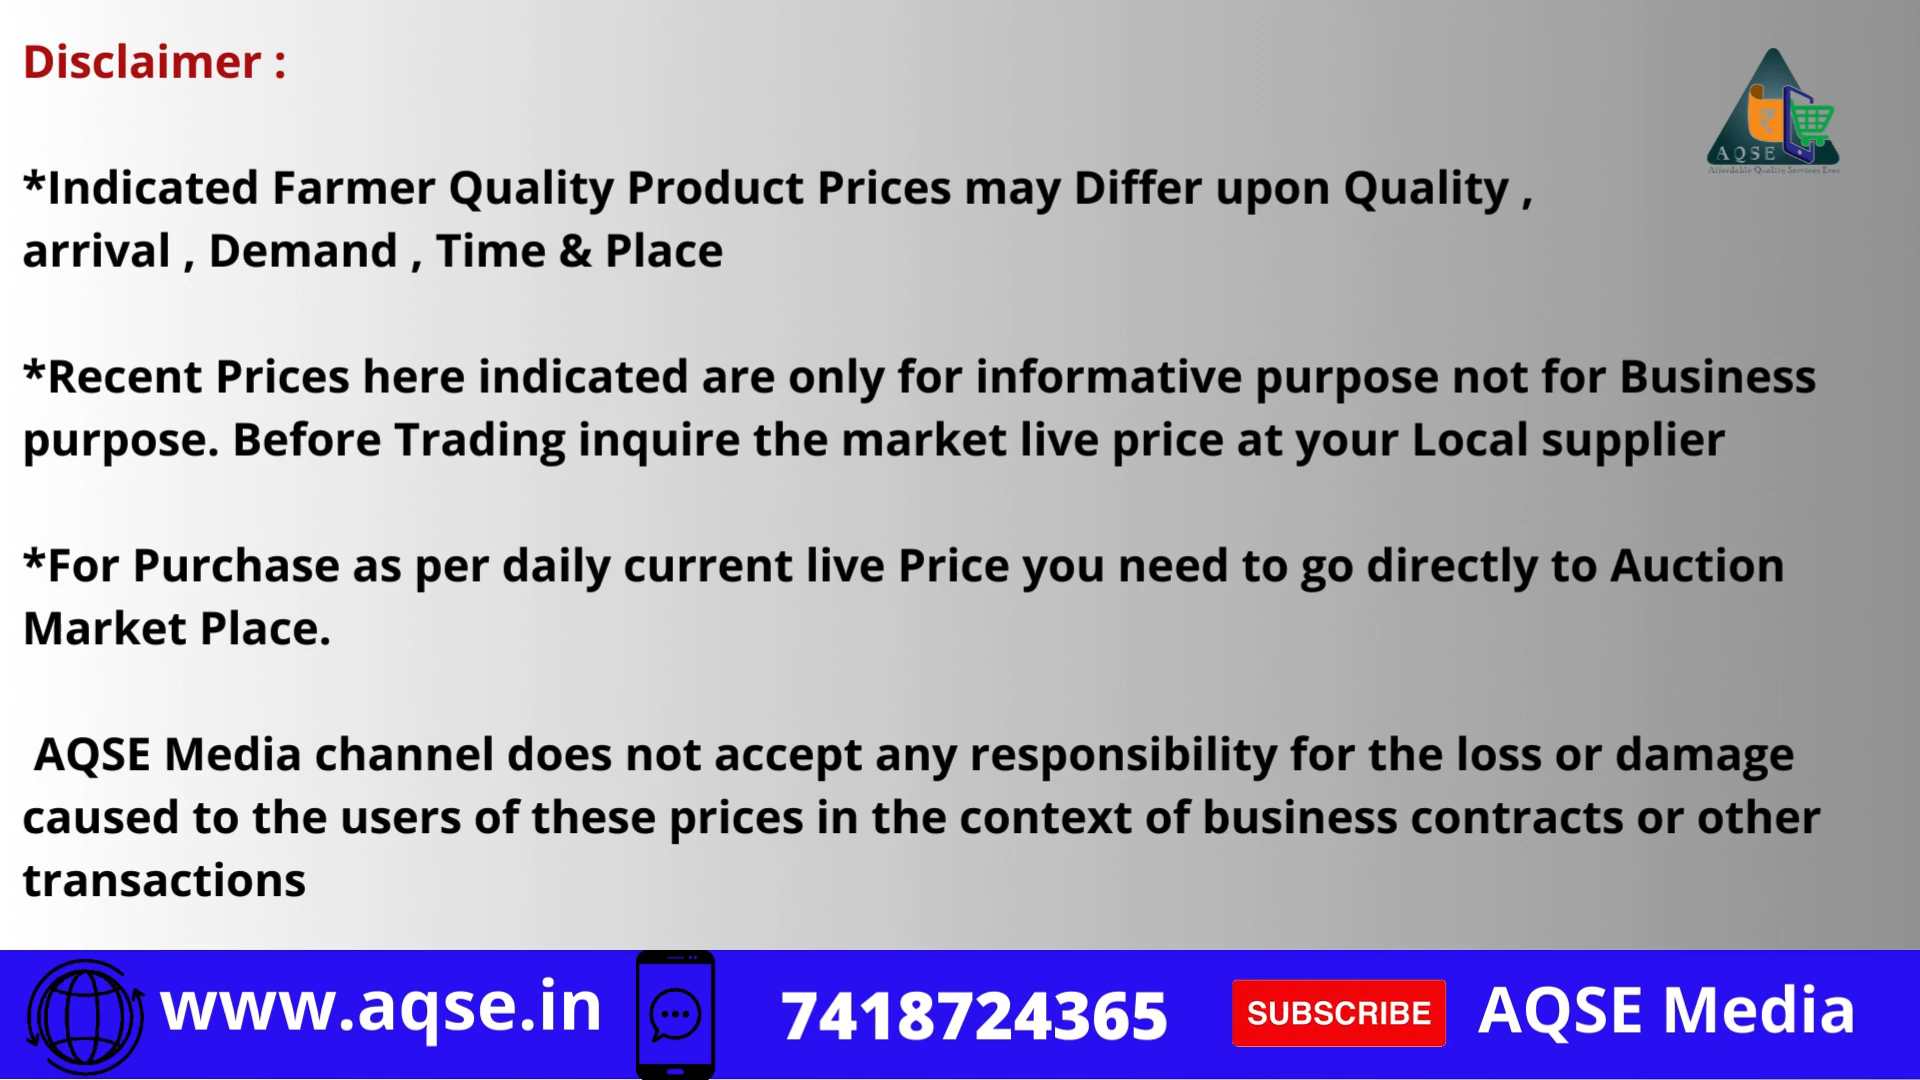 Disclaimer :
AQSE
Affordable Quality Services Ever
*Indicated Farmer Quality Product Prices may Differ upon Quality ,
arrival , Demand , Time & Place
*Recent Prices here indicated are only for informative purpose not for Business
purpose. Before Trading inquire the market live price at your Local supplier
*For Purchase as per daily current live Price you need to go directly to Auction
Market Place.
AQSE Media channel does not accept any responsibility for the loss or damage
caused to the users of these prices in the context of business contracts or other
transactions
www.aqse.in
7418724365
SUBSCRIBE
AQSE Media